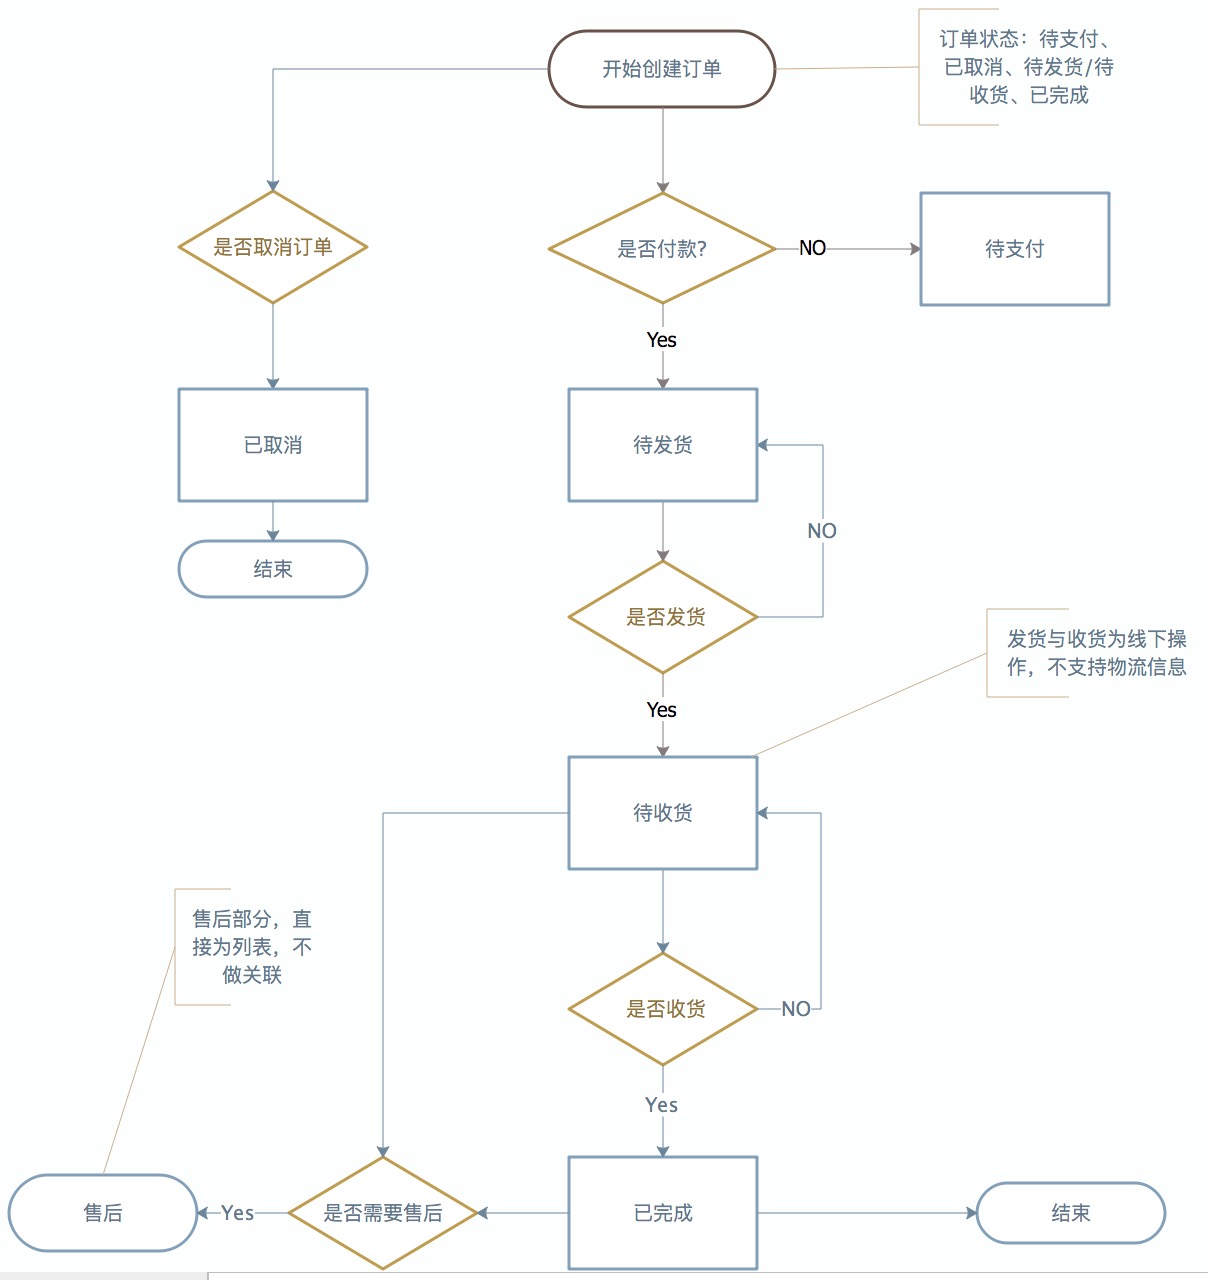 开始创建订单
订单状态：待支付、
已取消、待发货/待
收货、已完成
是否取消订单
是否付款?
NO
待支付
Yes
已取消
待发货
NO
结束
是否发货
发货与收货为线下操
作，不支持物流信息
Yes
待收货
售后部分，直
接为列表，不
做关联
是否收货
NO
Yes
售后
Yes
是否需要售后
已完成
结束